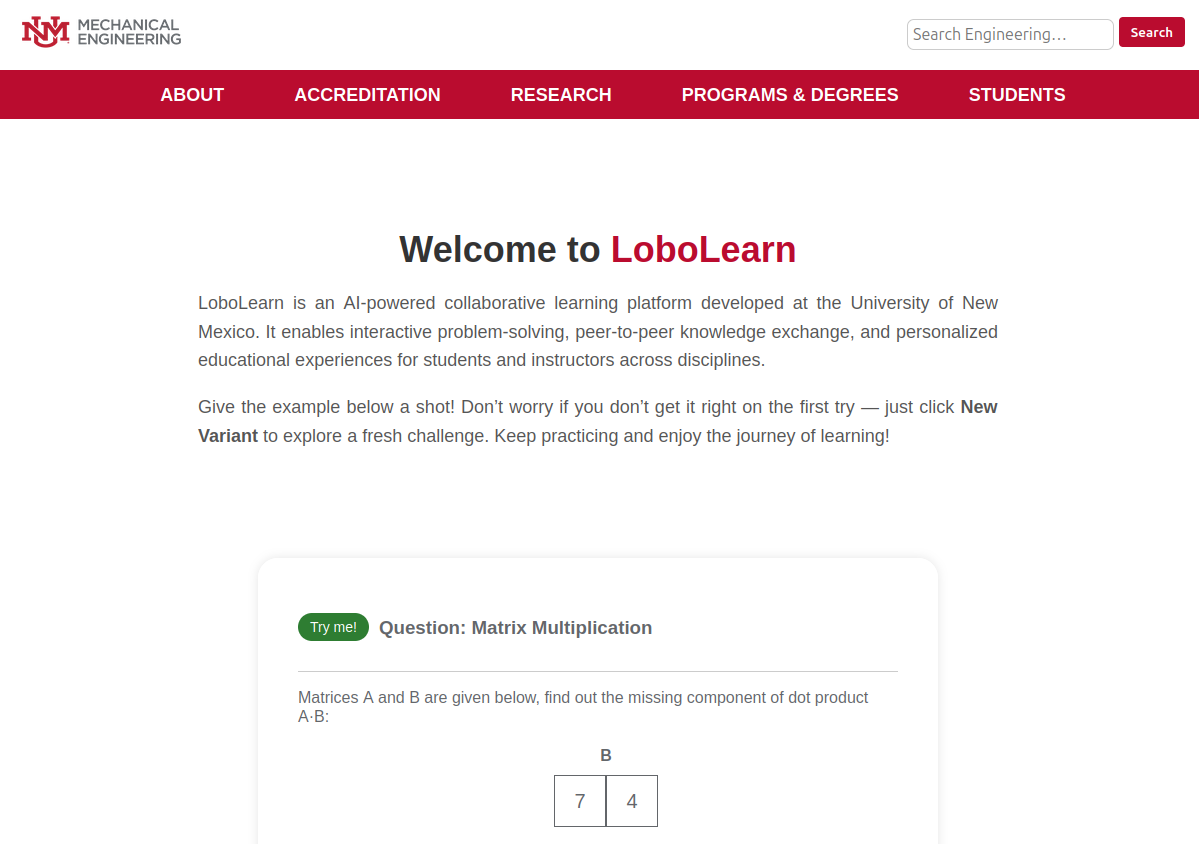 UNM MECHANICAL
ENGINEERING
Search Engineering…
Search
ABOUT
ACCREDITATION
RESEARCH
PROGRAMS & DEGREES
STUDENTS
Welcome to LoboLearn
LoboLearn is an AI-powered collaborative learning platform developed at the University of New
Mexico. It enables interactive problem-solving, peer-to-peer knowledge exchange, and personalized
educational experiences for students and instructors across disciplines.
Give the example below a shot! Don’t worry if you don’t get it right on the first try — just click New
Variant to explore a fresh challenge. Keep practicing and enjoy the journey of learning!
Try me! Question: Matrix Multiplication
Matrices A and B are given below, find out the missing component of dot product
A·B:
B
7 4